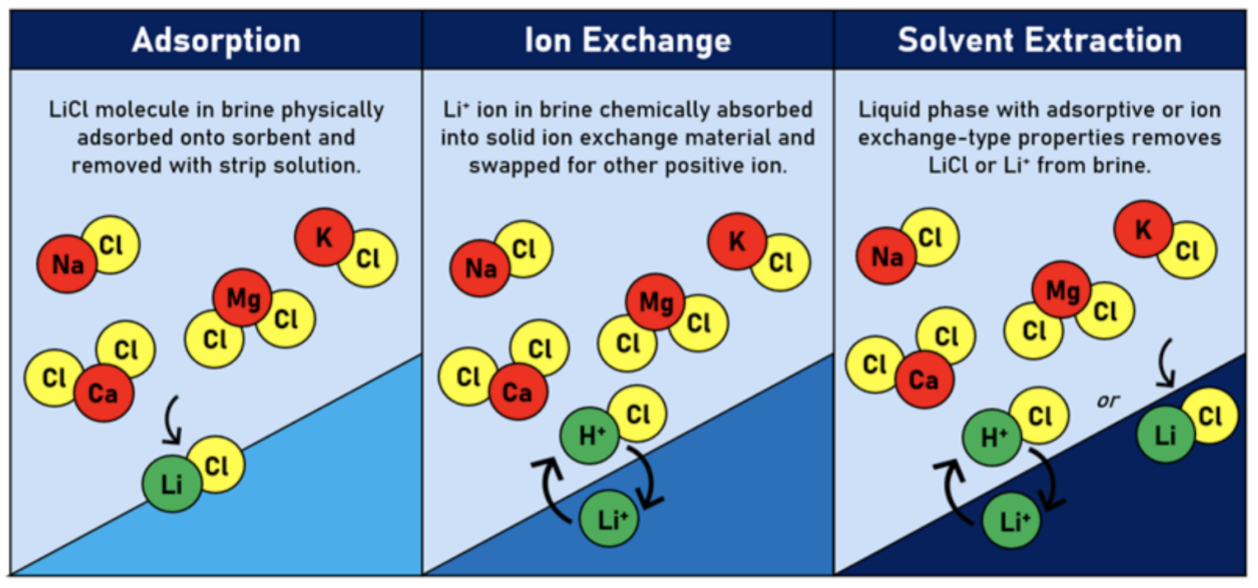 Adsorption
LiCl molecule in brine physically
adsorbed onto sorbent and
removed with strip solution.
Na
Cl
K
Cl
Mg
Cl
Cl
Cl
Cl
Ca
Li
Cl
Ion Exchange
Li⁺ ion in brine chemically absorbed
into solid ion exchange material and
swapped for other positive ion.
Na
Cl
K
Cl
Mg
Cl
Cl
Cl
Cl
Ca
H⁺
Cl
Li⁺
Solvent Extraction
Liquid phase with adsorptive or ion
exchange-type properties removes
LiCl or Li⁺ from brine.
Na
Cl
K
Cl
Mg
Cl
Cl
Cl
Cl
Ca
H⁺
Cl
or
Li
Cl
Li⁺